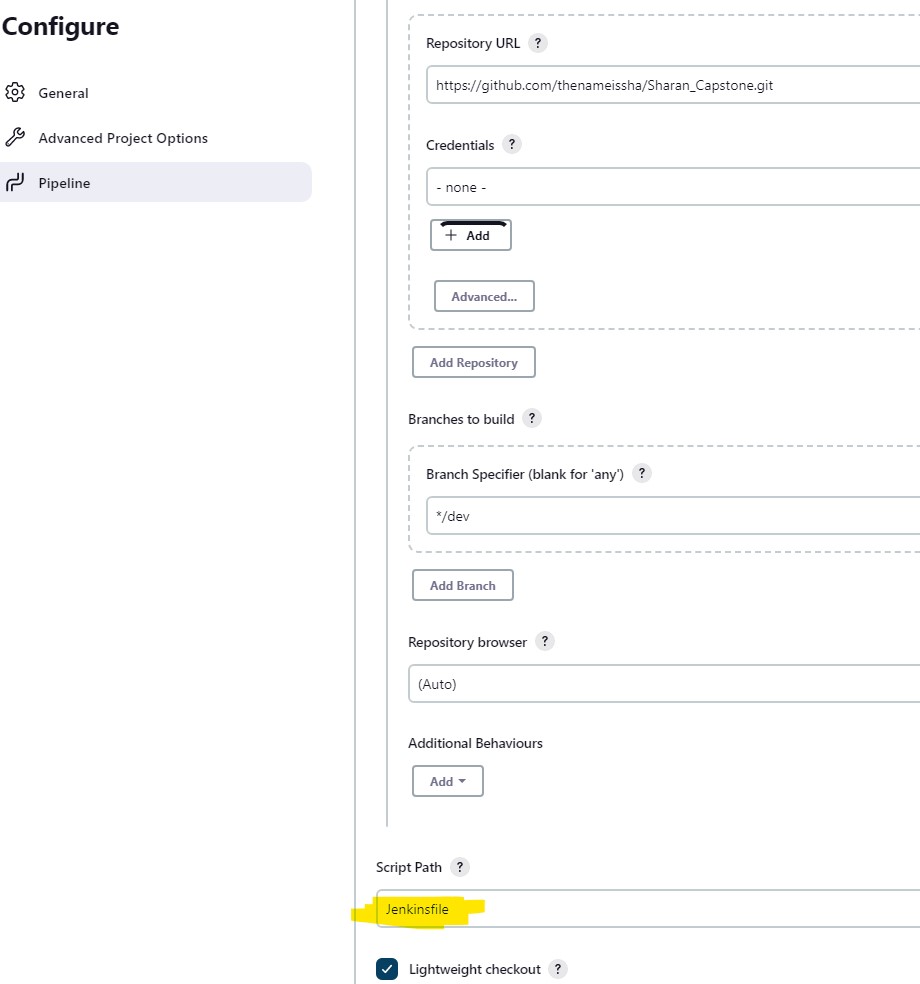 Configure
General
Advanced Project Options
Pipeline
Repository URL ?
https://github.com/thenameissha/Sharan_Capstone.git
Credentials ?
- none -
+ Add
Advanced...
Add Repository
Branches to build ?
Branch Specifier (blank for 'any') ?
*/dev
Add Branch
Repository browser ?
(Auto)
Additional Behaviours
Add
Script Path ?
Jenkinsfile
Lightweight checkout ?